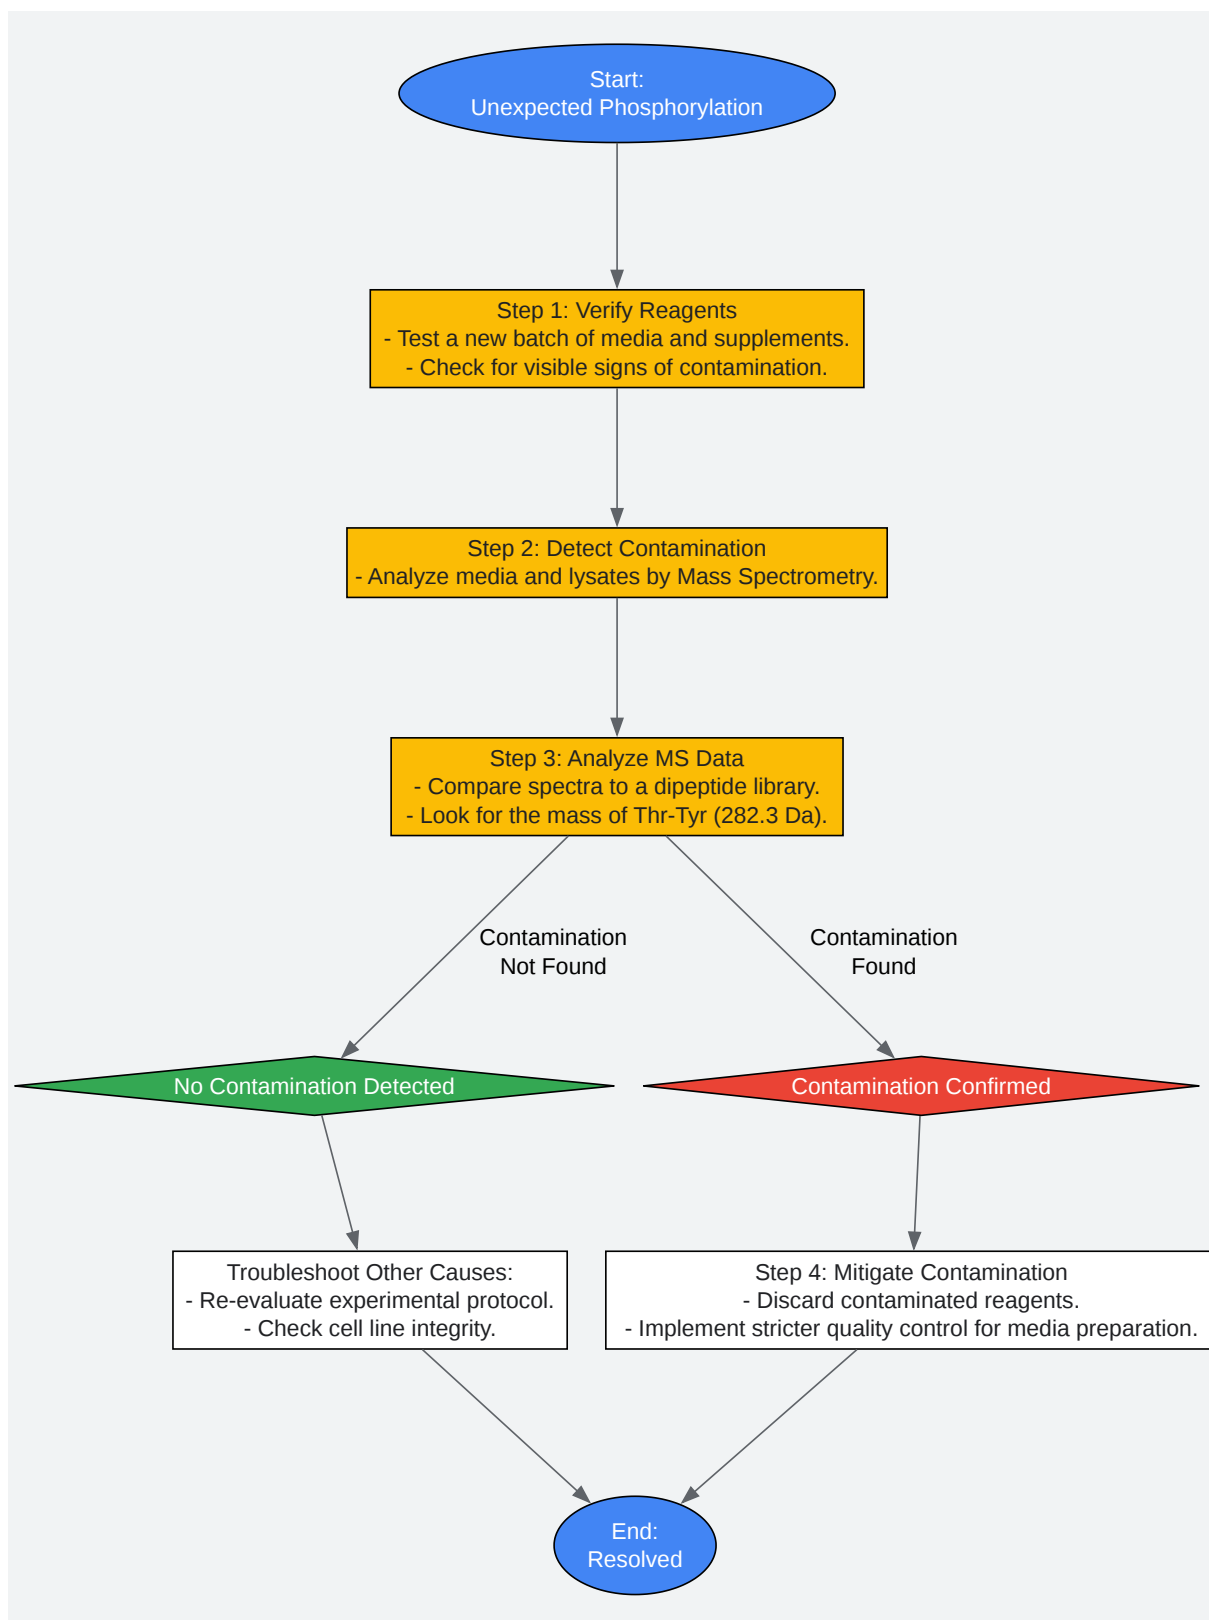 Start:
Unexpected Phosphorylation
Step 1: Verify Reagents
- Test a new batch of media and supplements.
- Check for visible signs of contamination.
Step 2: Detect Contamination
- Analyze media and lysates by Mass Spectrometry.
Step 3: Analyze MS Data
- Compare spectra to a dipeptide library.
- Look for the mass of Thr-Tyr (282.3 Da).
Contamination
Not Found
Contamination
Found
No Contamination Detected
Contamination Confirmed
Troubleshoot Other Causes:
- Re-evaluate experimental protocol.
- Check cell line integrity.
Step 4: Mitigate Contamination
- Discard contaminated reagents.
- Implement stricter quality control for media preparation.
End:
Resolved